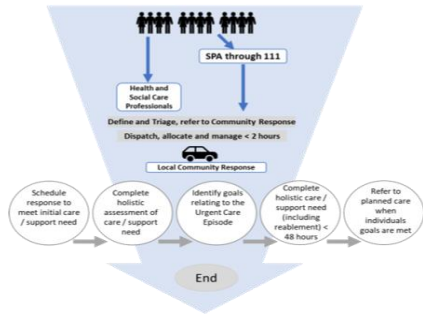 SPA through 111
Health and
Social Care
Professionals
Define and Triage, refer to Community Response
Dispatch, allocate and manage < 2 hours
Local Community Response
Schedule
response to
meet initial care
/ support need
Complete
holistic
assessment of
care / support
need
Identify goals
relating to the
Urgent Care
Episode
Complete
holistic care /
support need
(including
reablement) <
48 hours
Refer to
planned care
when
individuals
goals are met
End